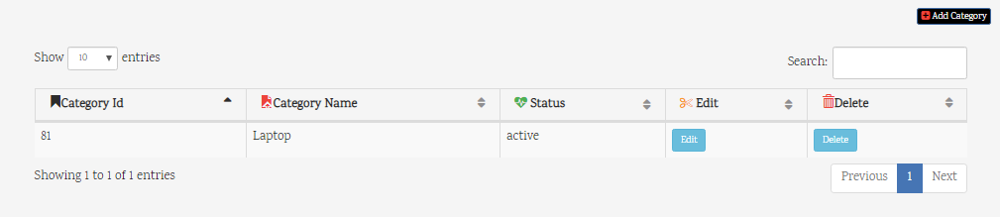 Add Category
Show 10 entries
Search:
Category Id Category Name Status Edit Delete
81 Laptop active Edit Delete
Showing 1 to 1 of 1 entries
Previous 1 Next